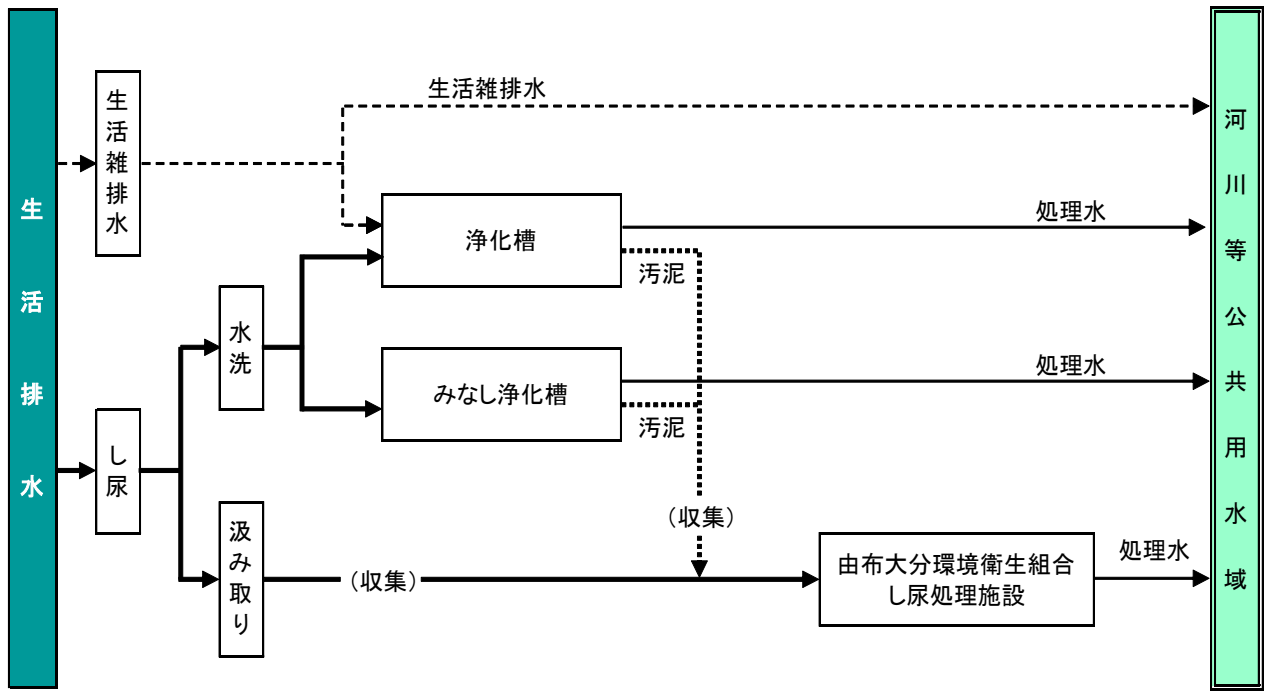 生活排水
生活雑排水
し尿
水洗
汲み取り
生活雑排水
浄化槽
処理水
汚泥
みなし浄化槽
処理水
汚泥
（収集）
（収集）
由布大分環境衛生組合
し尿処理施設
処理水
河川等公共用水域